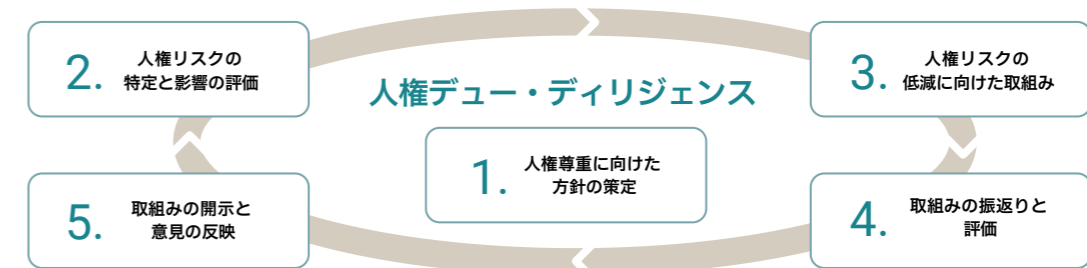 人権デュー・ディリジェンス
1.
人権尊重に向けた
方針の策定
2.
人権リスクの
特定と影響の評価
3.
人権リスクの
低減に向けた取組み
4.
取組みの振返りと
評価
5.
取組みの開示と
意見の反映